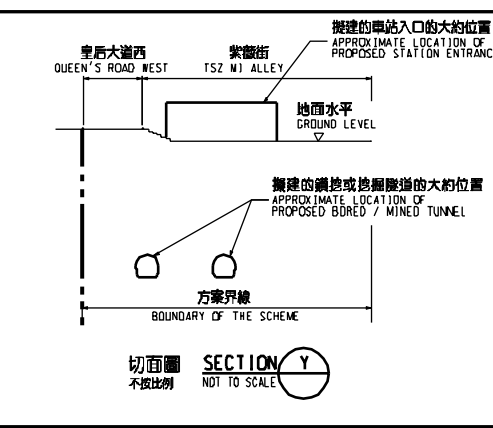 擬建的車站入口的大約位置
APPROXIMATE LOCATION OF
PROPOSED STATION ENTRANC
皇后大道西
QUEEN'S ROAD WEST
紫薇街
TSZ MI ALLEY
地面水平
GROUND LEVEL
擬建的鑽挖或挖掘隧道的大約位置
APPROXIMATE LOCATION OF
PROPOSED BORED / MINED TUNNEL
方案界線
BOUNDARY OF THE SCHEME
切面圖
不按比例
SECTION
NOT TO SCALE
Y